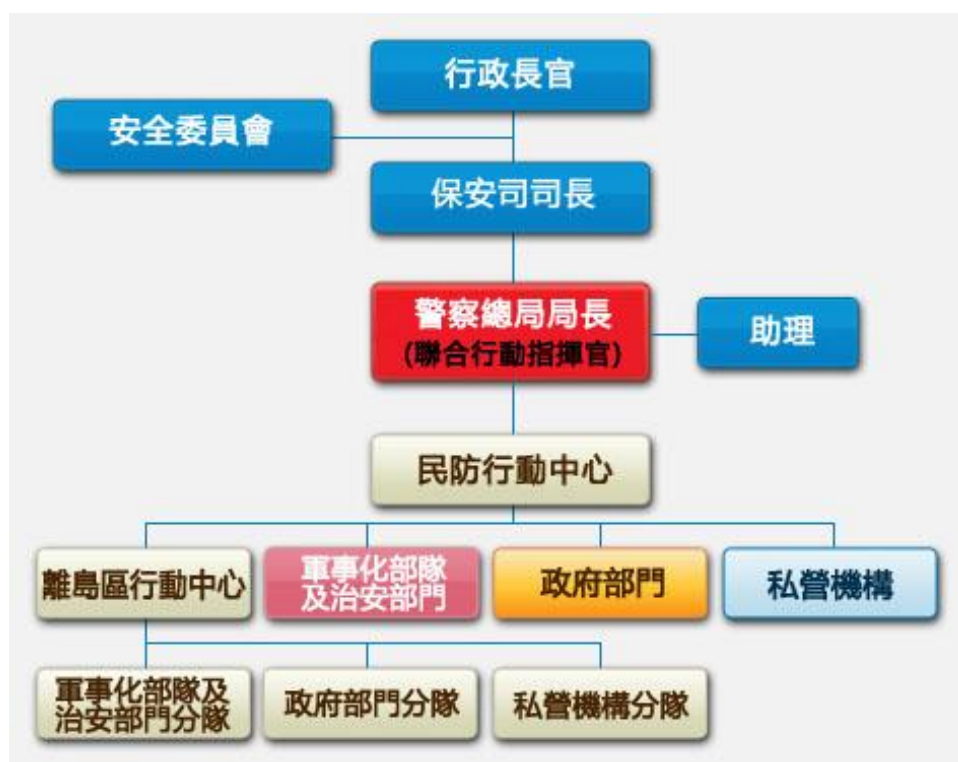 行政長官
安全委員會
保安司司長
警察總局局長
(聯合行動指揮官)
助理
民防行動中心
離島區行動中心
軍事化部隊
及治安部門
政府部門
私營機構
軍事化部隊及
治安部門分隊
政府部門分隊
私營機構分隊